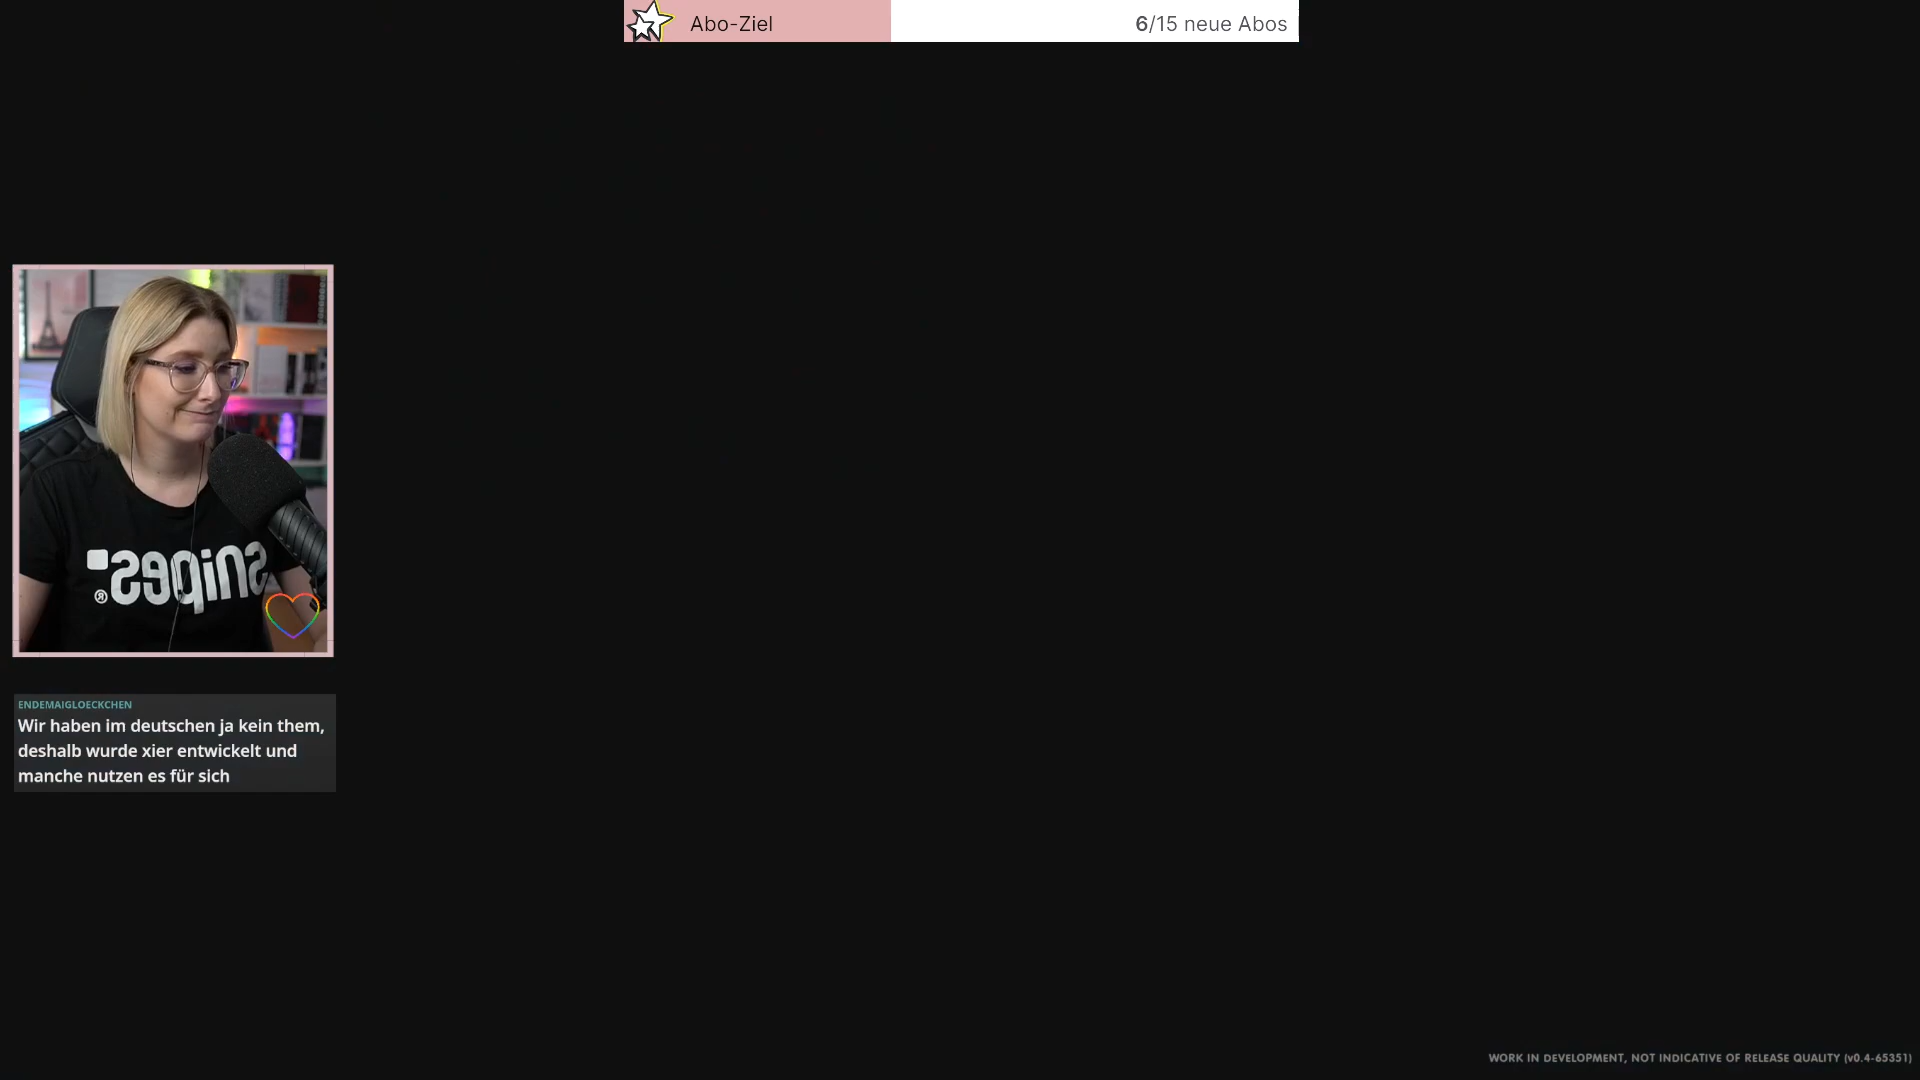 Abo-Ziel
6/15 neue Abos
snipes®
ENDEMAIGLOECKCHEN
Wir haben im deutschen ja kein them,
deshalb wurde xier entwickelt und
manche nutzen es für sich
WORK IN DEVELOPMENT, NOT INDICATIVE OF RELEASE QUALITY (v0.4-65351)